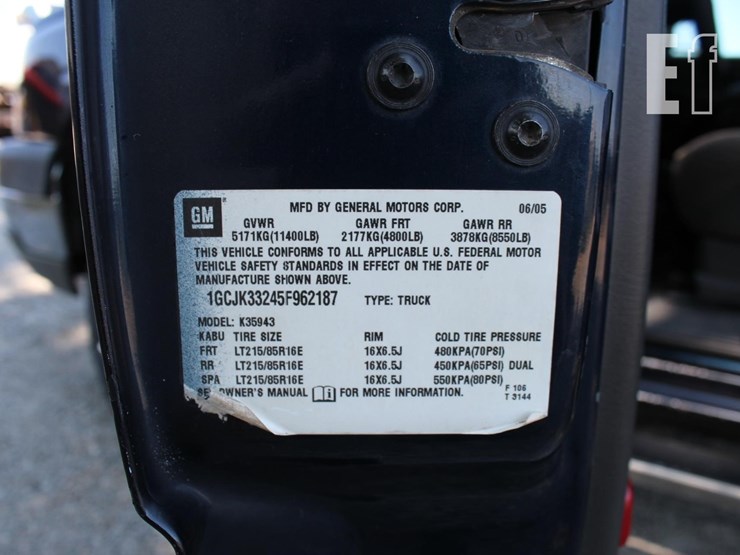 Ef
GM
MFD BY GENERAL MOTORS CORP. 06/05
GVWR GAWR FRT GAWR RR
5171KG(11400LB) 2177KG(4800LB) 3878KG(8550LB)
THIS VEHICLE CONFORMS TO ALL APPLICABLE U.S. FEDERAL MOTOR
VEHICLE SAFETY STANDARDS IN EFFECT ON THE DATE OF
MANUFACTURE SHOWN ABOVE.
1GCJK33245F962187 TYPE: TRUCK
MODEL: K35943
KABU TIRE SIZE RIM COLD TIRE PRESSURE
FRT LT215/85R16E 16X6.5J 480KPA(70PSI)
RR LT215/85R16E 16X6.5J 450KPA(65PSI) DUAL
SPA LT215/85R16E 16X6.5J 550KPA(80PSI)
OWNER'S MANUAL FOR MORE INFORMATION.
F 106
T 3144